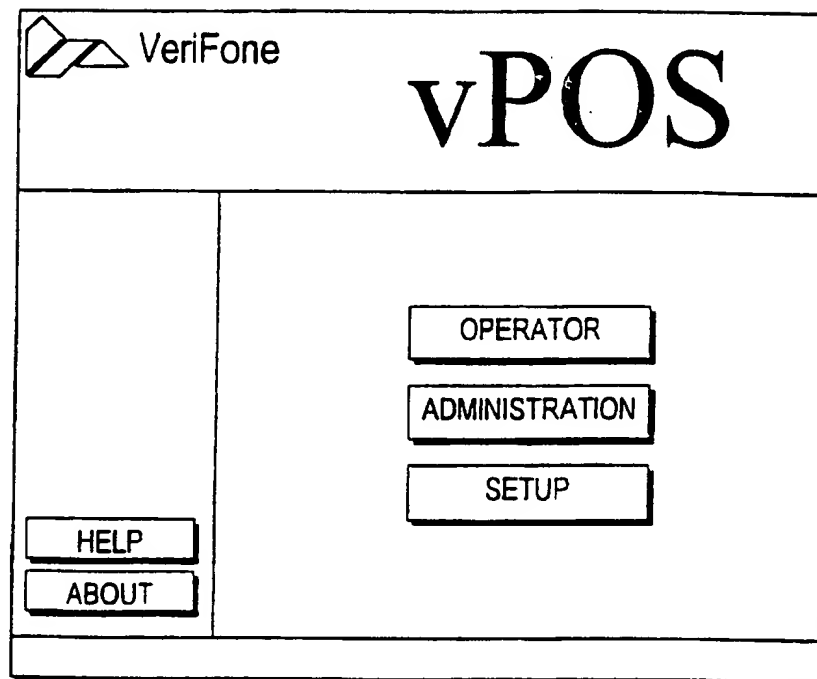 VeriFone
vPOS
OPERATOR
ADMINISTRATION
SETUP
HELP
ABOUT